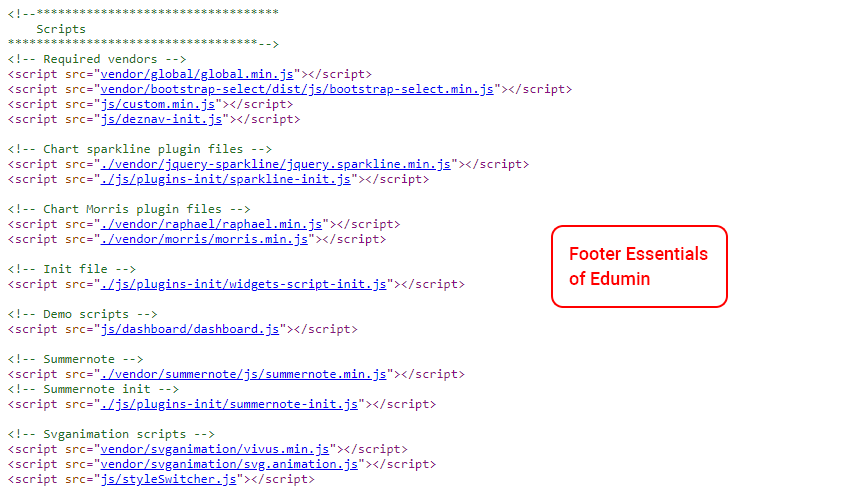 <!--**********************************
    Scripts
***********************************-->
<!-- Required vendors -->
<script src="vendor/global/global.min.js"></script>
<script src="vendor/bootstrap-select/dist/js/bootstrap-select.min.js"></script>
<script src="js/custom.min.js"></script>
<script src="js/deznav-init.js"></script>

<!-- Chart sparkline plugin files -->
<script src="./vendor/jquery-sparkline/jquery.sparkline.min.js"></script>
<script src="./js/plugins-init/sparkline-init.js"></script>

<!-- Chart Morris plugin files -->
<script src="./vendor/raphael/raphael.min.js"></script>
<script src="./vendor/morris/morris.min.js"></script>

<!-- Init file -->
<script src="./js/plugins-init/widgets-script-init.js"></script>

<!-- Demo scripts -->
<script src="js/dashboard/dashboard.js"></script>

<!-- Summernote -->
<script src="./vendor/summernote/js/summernote.min.js"></script>
<!-- Summernote init -->
<script src="./js/plugins-init/summernote-init.js"></script>

<!-- Svganimation scripts -->
<script src="vendor/svganimation/vivus.min.js"></script>
<script src="vendor/svganimation/svg.animation.js"></script>
<script src="js/styleSwitcher.js"></script>

Footer Essentials
of Edumin